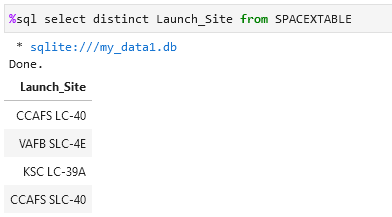 %sql select distinct Launch_Site from SPACEXTABLE
* sqlite:///my_data1.db
Done.
Launch_Site
CCAFS LC-40
VAFB SLC-4E
KSC LC-39A
CCAFS SLC-40